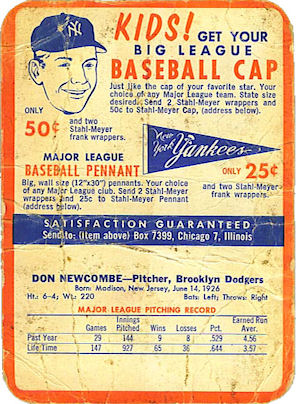 NY
KIDS! GET YOUR
BIG LEAGUE
BASEBALL CAP
Just like the cap of your favorite star. Your
choice of any Major League team. State size
desired. Send 2 Stahl-Meyer wrappers and
50c to Stahl-Meyer Cap, (address below).
ONLY
50¢ and two
Stahl-Meyer
frank wrappers.
New York Yankees
MAJOR LEAGUE
BASEBALL PENNANT
ONLY 25¢
Big, wall size (12"x30") pennants. Your choice
of any Major League club. Send 2 Stahl-Meyer
wrappers and 25c to Stahl-Meyer Pennant
(address below).
and two Stahl-Meyer
frank wrappers.
SATISFACTION GUARANTEED
Send to: (Item above) Box 7399, Chicago 7, Illinois
DON NEWCOMBE—Pitcher, Brooklyn Dodgers
Born: Madison, New Jersey, June 14, 1926
Ht.: 6-4; Wt.: 220 Bats: Left; Throws: Right
MAJOR LEAGUE PITCHING RECORD
Games Innings Pitched Wins Losses Pct. Earned Run Aver.
Past Year 29 144 9 8 .529 4.56
Life Time 147 927 65 36 .644 3.57